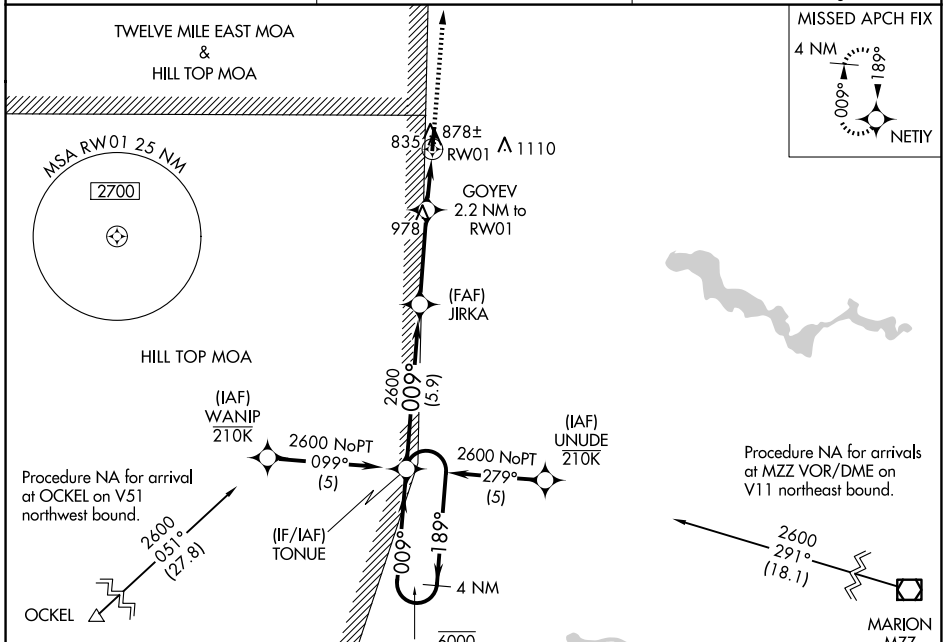 TWELVE MILE EAST MOA
&
HILL TOP MOA
MISSED APCH FIX
4 NM
189°
009°
NETIY
MSA RW01 25 NM
2700
835
878±
RW01
1110
GOYEV
2.2 NM to
RW01
978
(FAF)
JIRKA
HILL TOP MOA
2600
009°
(5.9)
(IAF)
WANIP
210K
2600 NoPT
099°
(5)
(IAF)
UNUDE
210K
2600 NoPT
279°
(5)
Procedure NA for arrival
at OCKEL on V51
northwest bound.
Procedure NA for arrivals
at MZZ VOR/DME on
V11 northeast bound.
(IF/IAF)
TONUE
009°
189°
4 NM
2600
051°
(27.8)
OCKEL
2600
291°
(18.1)
MARION
MZZ
6000